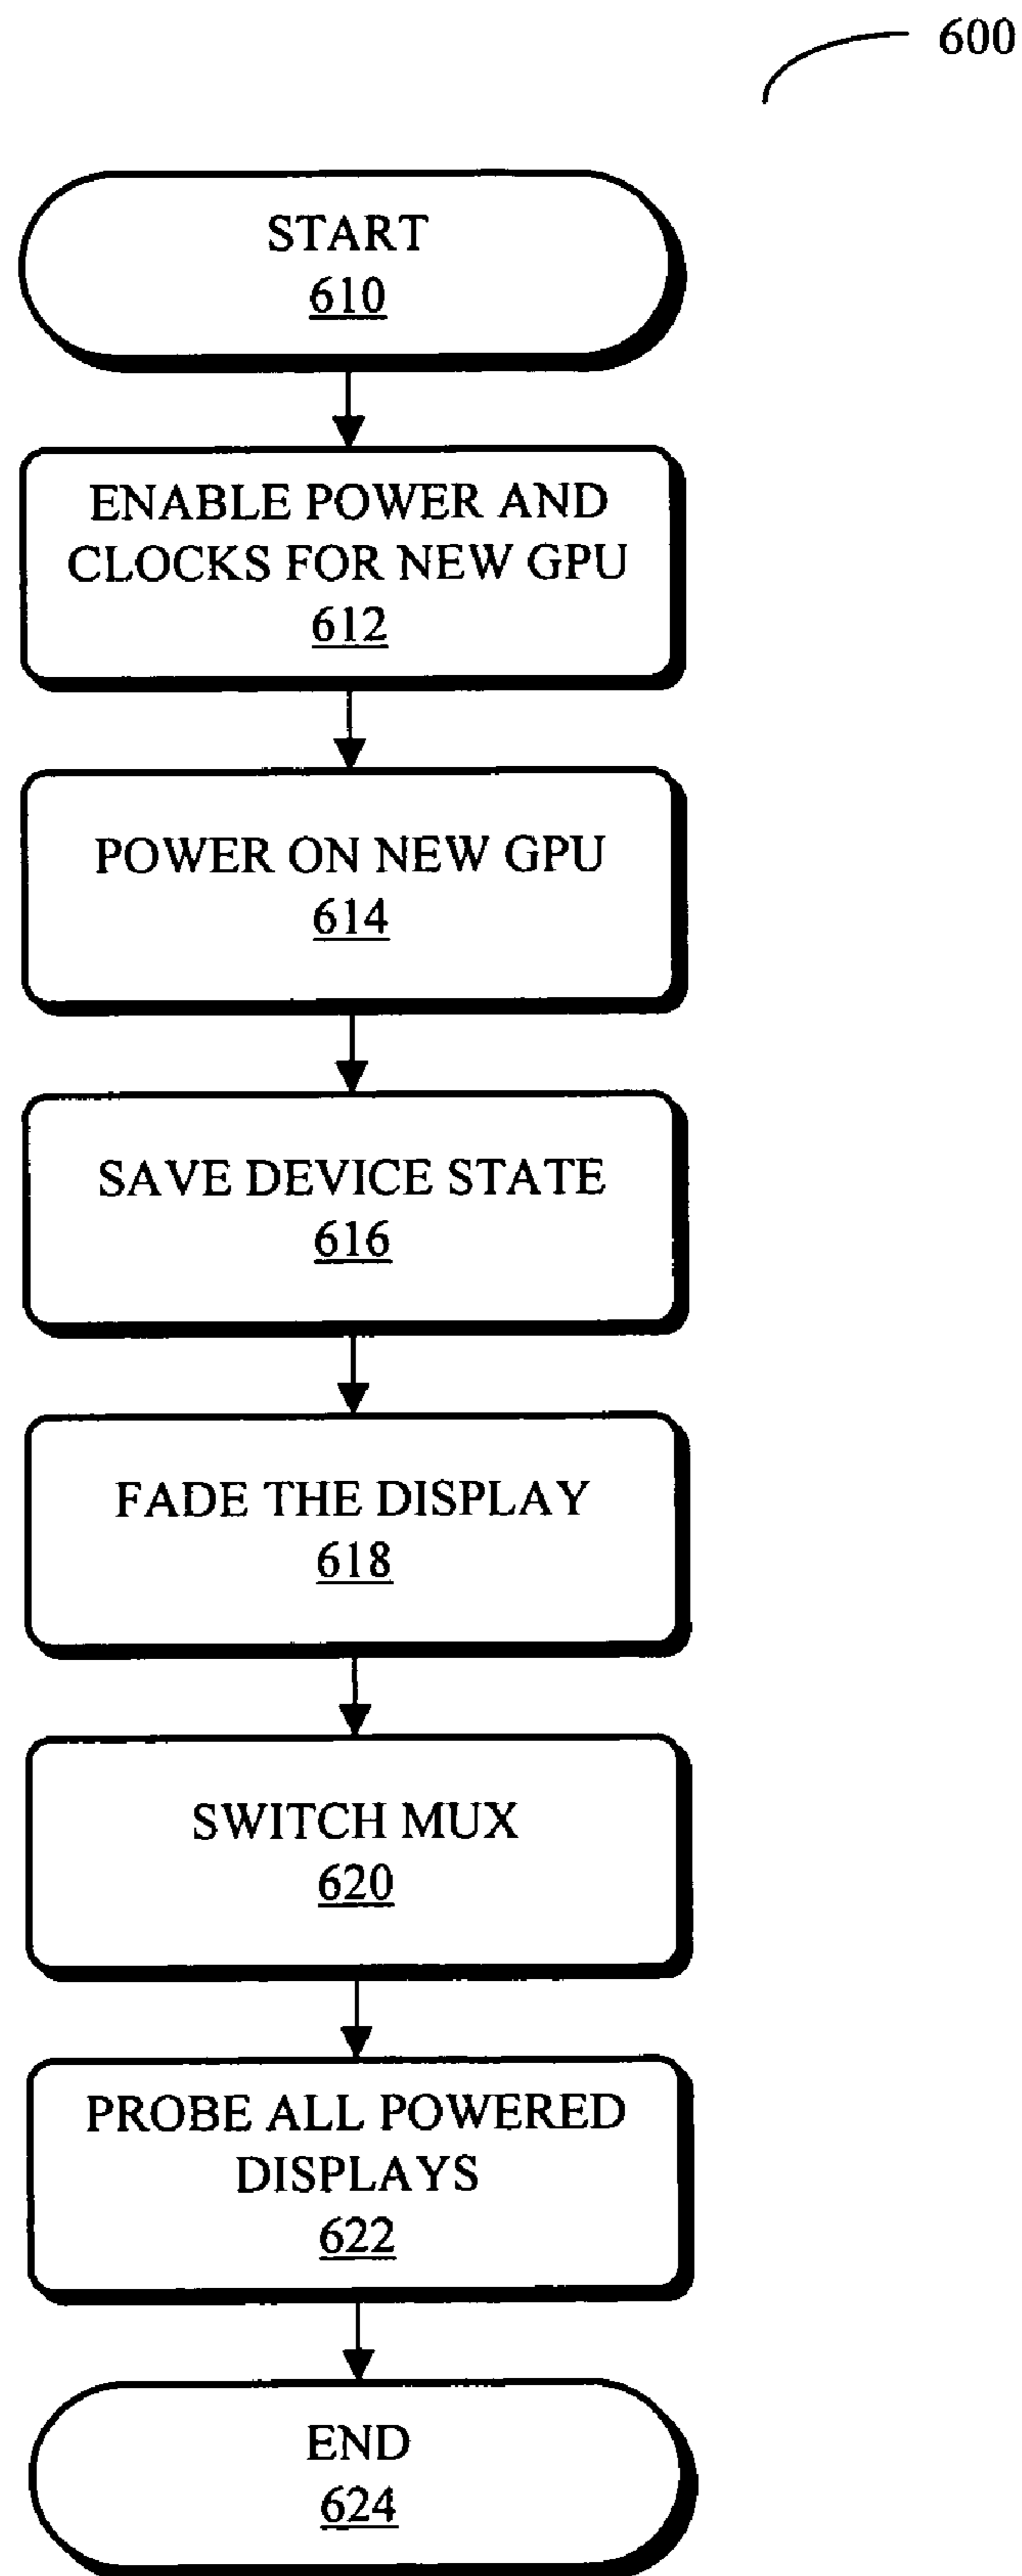 600
START
610
ENABLE POWER AND
CLOCKS FOR NEW GPU
612
POWER ON NEW GPU
614
SAVE DEVICE STATE
616
FADE THE DISPLAY
618
SWITCH MUX
620
PROBE ALL POWERED
DISPLAYS
622
END
624